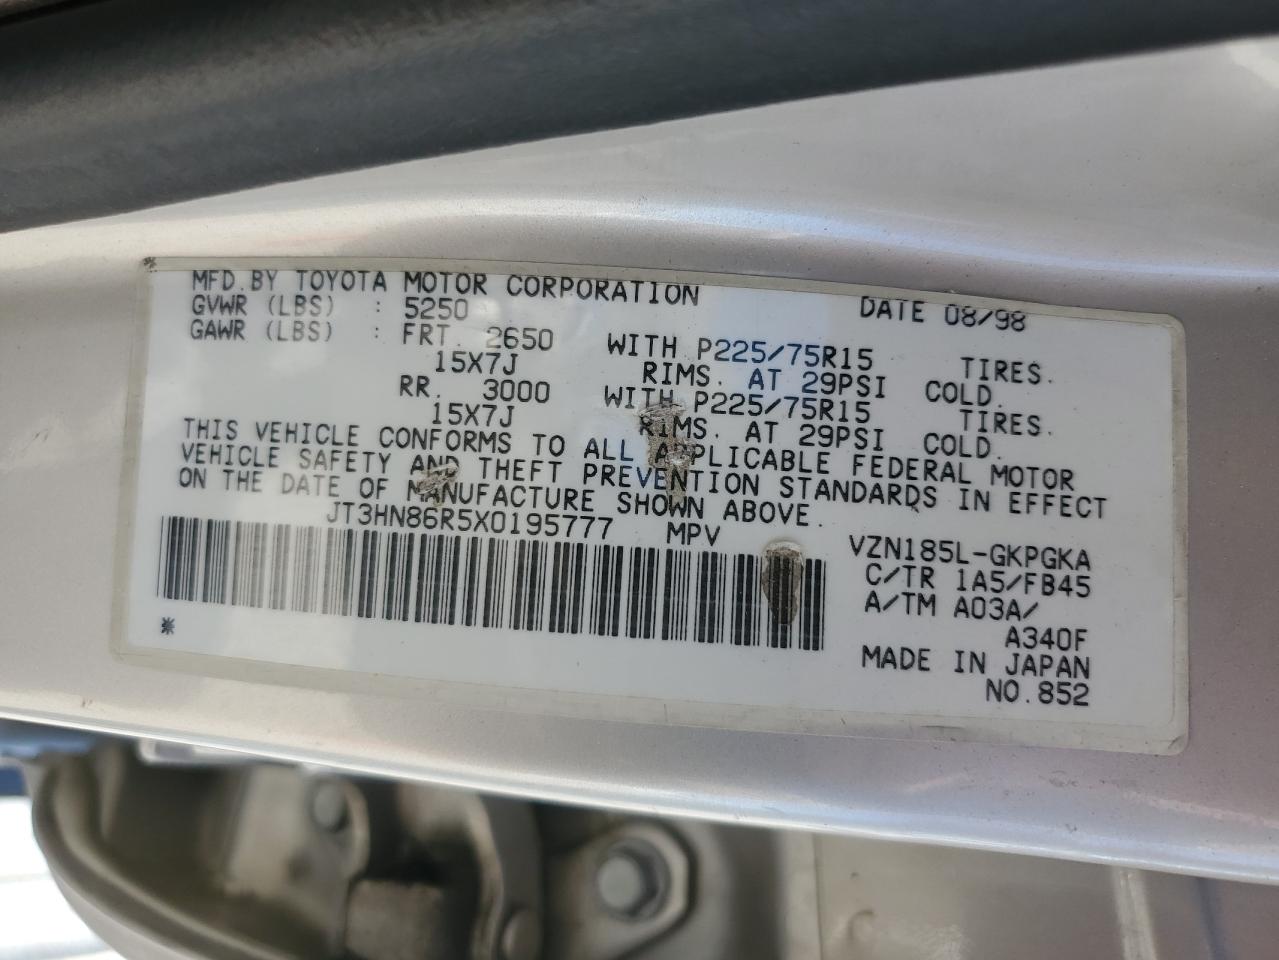 MFD.BY TOYOTA MOTOR CORPORATION DATE 08/98
GVWR (LBS) : 5250
GAWR (LBS) : FRT. 2650 WITH P225/75R15 TIRES.
15X7J RIMS. AT 29PSI COLD.
RR. 3000 WITH P225/75R15 TIRES.
15X7J RIMS. AT 29PSI COLD.
THIS VEHICLE CONFORMS TO ALL APPLICABLE FEDERAL MOTOR
VEHICLE SAFETY AND THEFT PREVENTION STANDARDS IN EFFECT
ON THE DATE OF MANUFACTURE SHOWN ABOVE.
JT3HN86R5X0195777 MPV
VZN185L-GKPGKA
C/TR 1A5/FB45
A/TM A03A/
A340F
MADE IN JAPAN
NO.852